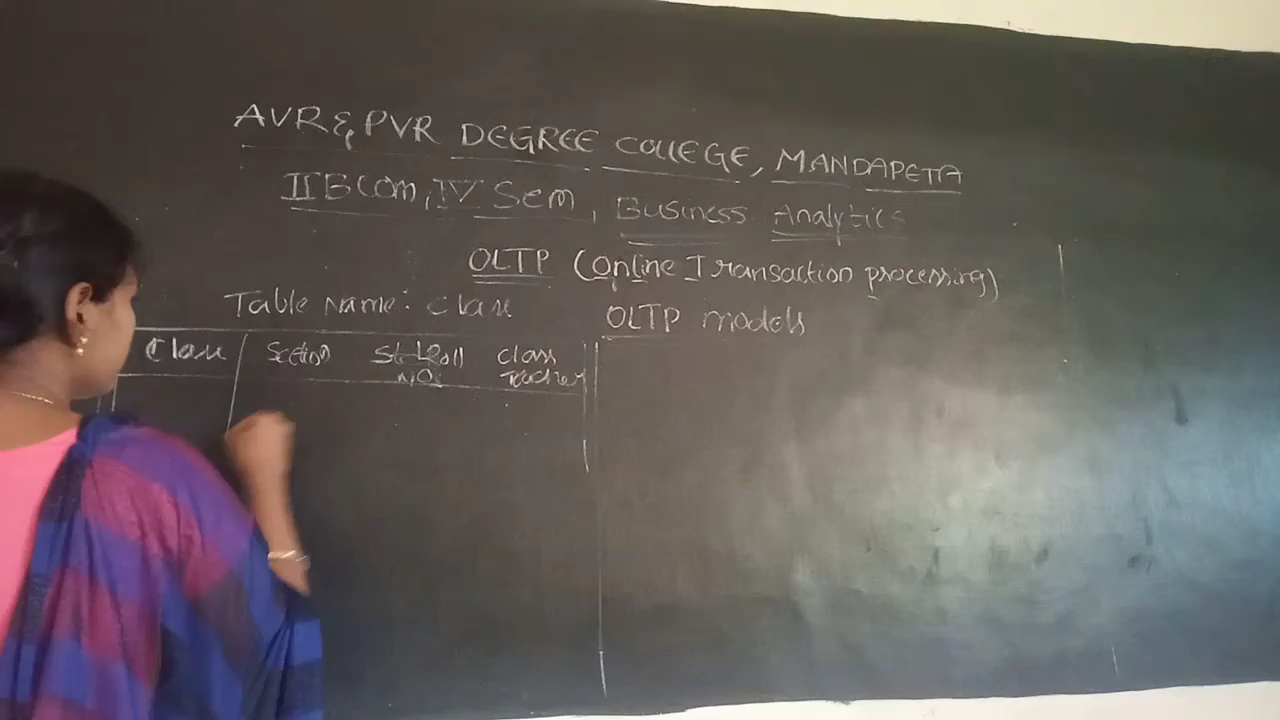 AVR & PVR DEGREE COLLEGE, MANDAPETA
II BCom, IV Sem, Business Analytics
OLTP (Online Transaction processing)
Table Name: Class
OLTP models
Class Section St. Roll No: Class Teacher